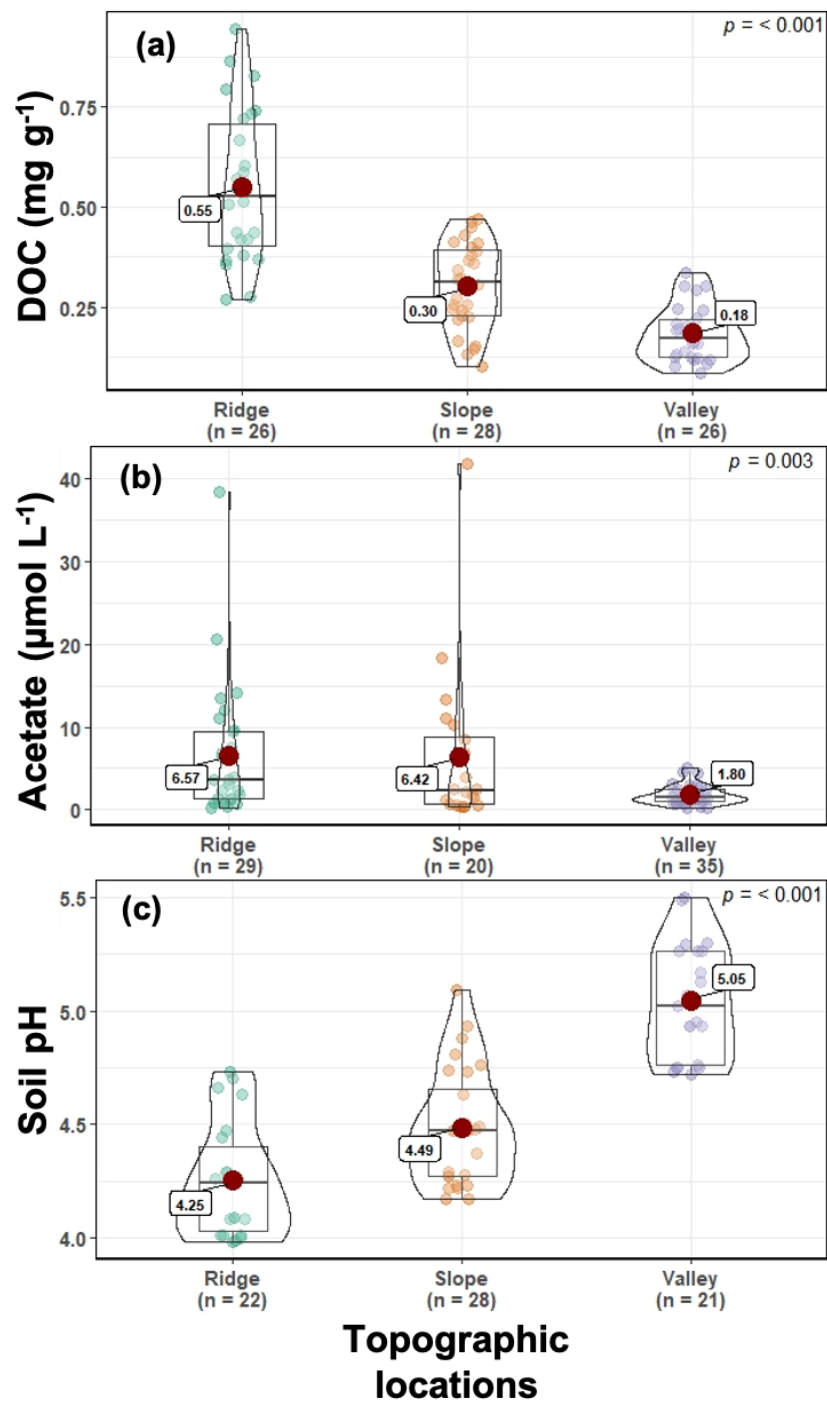 (a)
p = < 0.001
DOC (mg g-1)
0.75
0.50
0.25
0.55
0.30
0.18
Ridge
(n = 26)
Slope
(n = 28)
Valley
(n = 26)
(b)
p = 0.003
Acetate (µmol L-1)
40
30
20
10
0
6.57
6.42
1.80
Ridge
(n = 29)
Slope
(n = 20)
Valley
(n = 35)
(c)
p = < 0.001
Soil pH
5.5
5.0
4.5
4.0
4.25
4.49
5.05
Ridge
(n = 22)
Slope
(n = 28)
Valley
(n = 21)
Topographic
locations